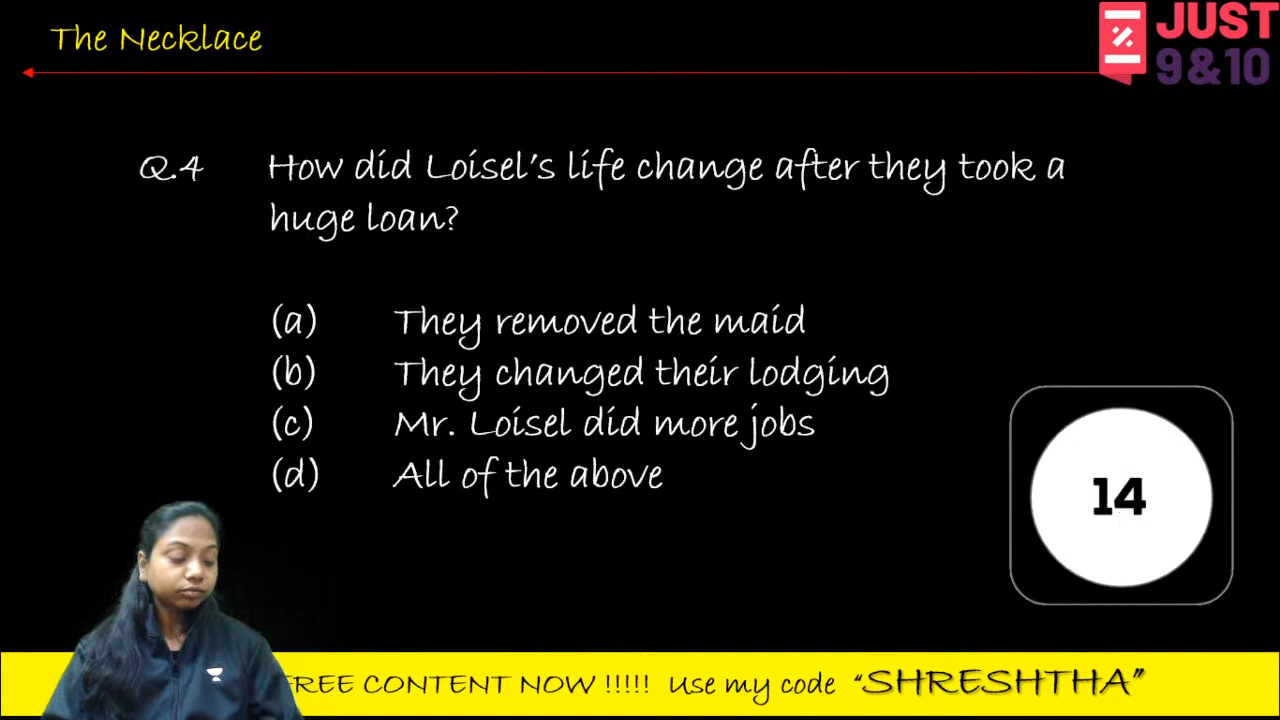 The Necklace
JUST
9 & 10
Q.4 How did Loisel's life change after they took a
huge loan?
(a) They removed the maid
(b) They changed their lodging
(c) Mr. Loisel did more jobs
(d) All of the above
14
FREE CONTENT NOW !!!!! Use my code "SHRESHTHA"